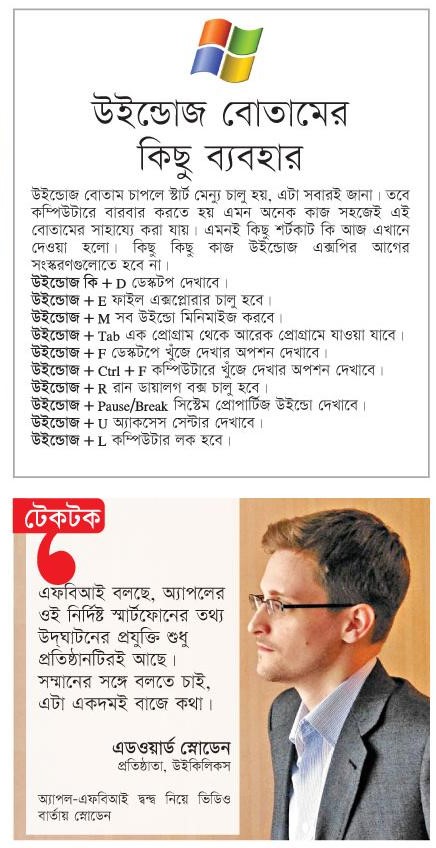 উইন্ডোজ বোতামের
কিছু ব্যবহার
উইন্ডোজ বোতাম চাপলে স্টার্ট মেন্যু চালু হয়, এটা সবারই জানা। তবে
কম্পিউটারে বারবার করতে হয় এমন অনেক কাজ সহজেই এই
বোতামের সাহায্যে করা যায়। এমনই কিছু শর্টকাট কি আজ এখানে
দেওয়া হলো। কিছু কিছু কাজ উইন্ডোজ এক্সপির আগের
সংস্করণগুলোতে হবে না।
উইন্ডোজ কি + D ডেস্কটপ দেখাবে।
উইন্ডোজ + E ফাইল এক্সপ্লোরার চালু হবে।
উইন্ডোজ + M সব উইন্ডো মিনিমাইজ করবে।
উইন্ডোজ + Tab এক প্রোগ্রাম থেকে আরেক প্রোগ্রামে যাওয়া যাবে।
উইন্ডোজ + F ডেস্কটপে খুঁজে দেখার অপশন দেখাবে।
উইন্ডোজ + Ctrl + F কম্পিউটারে খুঁজে দেখার অপশন দেখাবে।
উইন্ডোজ + R রান ডায়ালগ বক্স চালু হবে।
উইন্ডোজ + Pause/Break সিস্টেম প্রোপার্টিজ উইন্ডো দেখাবে।
উইন্ডোজ + U অ্যাকসেস সেন্টার দেখাবে।
উইন্ডোজ + L কম্পিউটার লক হবে।
টেকটক
এফবিআই বলছে, অ্যাপলের
ওই নির্দিষ্ট স্মার্টফোনের তথ্য
উদ্‌ঘাটনের প্রযুক্তি শুধু
প্রতিষ্ঠানটিরই আছে।
সম্মানের সঙ্গে বলতে চাই,
এটা একদমই বাজে কথা।
এডওয়ার্ড স্নোডেন
প্রতিষ্ঠাতা, উইকিলিকস
অ্যাপল-এফবিআই দ্বন্দ্ব নিয়ে ভিডিও
বার্তায় স্নোডেন